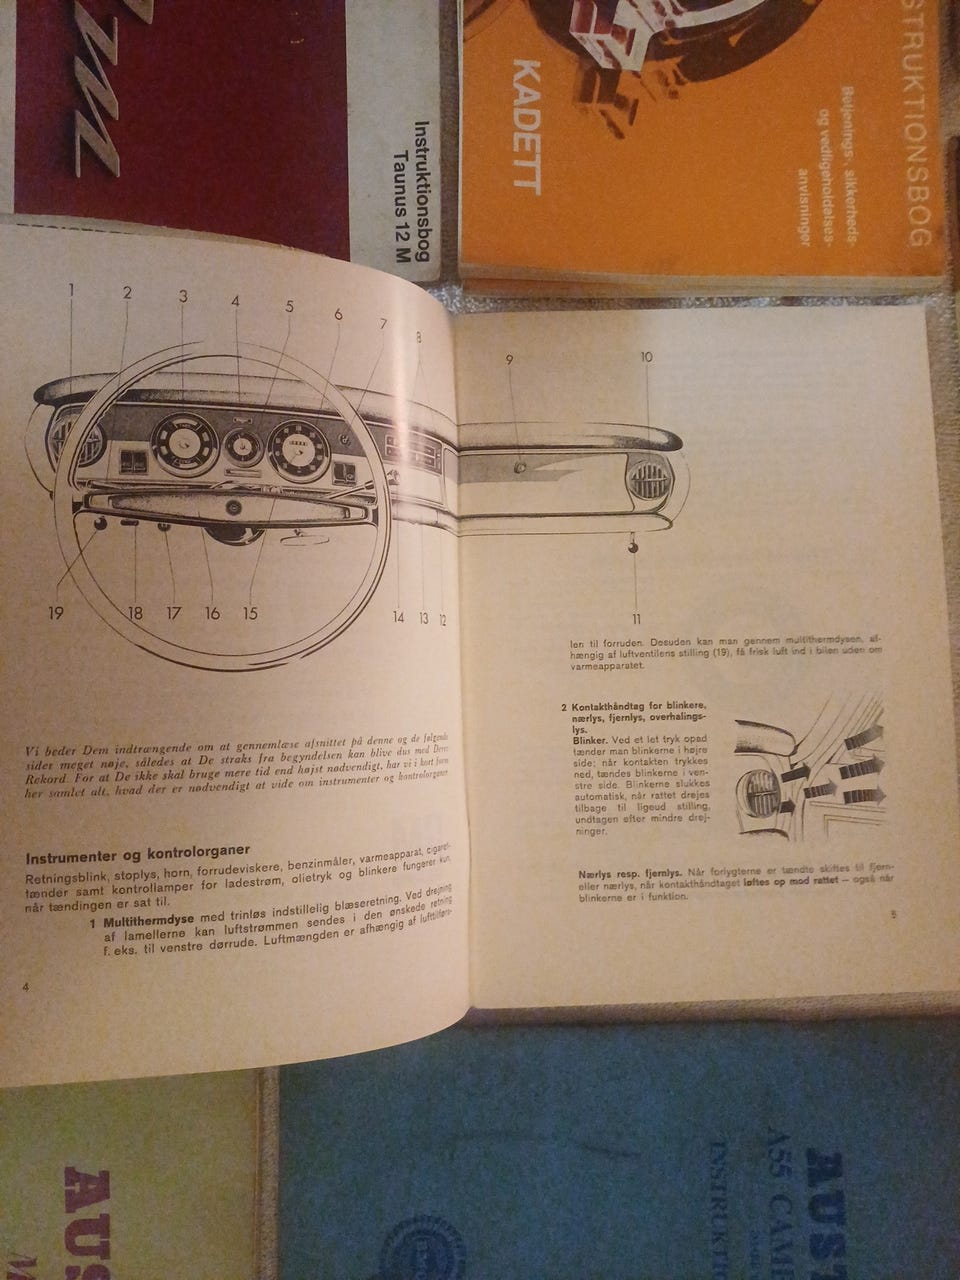 Instruktionsbog
Taunus 12 M
KADETT
Betjenings-, sikkerheds-
og vedligeholdelses-
anvisninger
STRUKTIONSBOG
1 2 3 4 5 6 7 8
19 18 17 16 15 14 13 12
Vi beder Dem indtrængende om at gennemlæse afsnittet på denne og de følgende
sider meget nøje, således at De straks fra begyndelsen kan blive dus med Deres
Rekord. For at De ikke skal bruge mere tid end højst nødvendigt, har vi i kort form
her samlet alt, hvad der er nødvendigt at vide om instrumenter og kontrolorganer
Instrumenter og kontrolorganer
Retningsblink, stoplys, horn, forrudeviskere, benzinmåler, varmeapparat, cigaret-
tænder samt kontrollamper for ladestrøm, olietryk og blinkere fungerer kun,
når tændingen er sat til.
1 Multithermdyse med trinløs indstillelig blæseretning. Ved drejning
af lamellerne kan luftstrømmen sendes i den ønskede retning
f. eks. til venstre dørrude. Luftmængden er afhængig af lufttilførs-
4
9 10
11
len til forruden. Desuden kan man gennem multithermdysen, af-
hængig af luftventilens stilling (19), få frisk luft ind i bilen uden om
varmeapparatet.
2 Kontakthåndtag for blinkere,
nærlys, fjernlys, overhalings-
lys.
Blinker. Ved et let tryk opad
tænder man blinkerne i højre
side; når kontakten trykkes
ned, tændes blinkerne i ven-
stre side. Blinkerne slukkes
automatisk, når rattet drejes
tilbage til ligeud stilling,
undtagen efter mindre drej-
ninger.
Nærlys resp. fjernlys. Når forlygterne er tændte skiftes til fjern-
eller nærlys, når kontakthåndtaget løftes op mod rattet — også når
blinkerne er i funktion.
5
AUS
AUST
A55 CAMB
INSTRUKTI